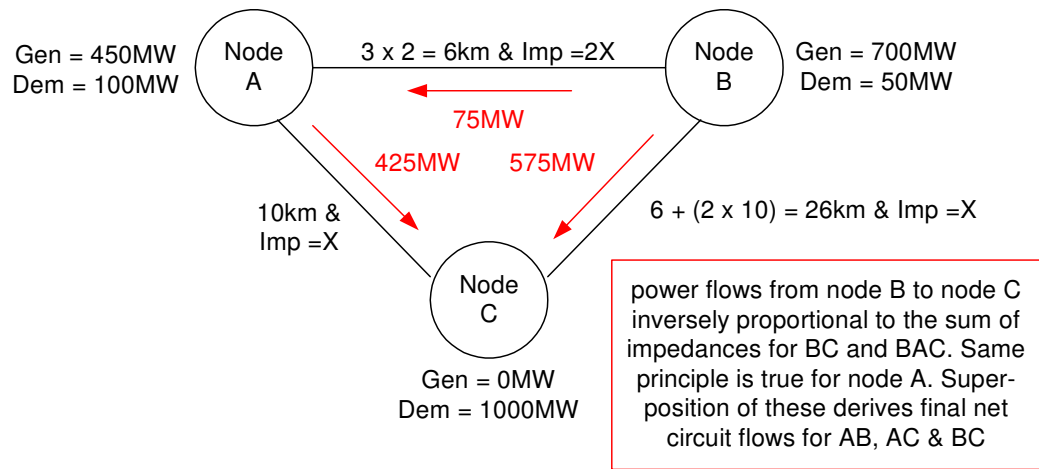 Gen = 450MW
Dem = 100MW
Node
A
3 x 2 = 6km & Imp =2X
Node
B
Gen = 700MW
Dem = 50MW
75MW
425MW
575MW
10km &
Imp =X
6 + (2 x 10) = 26km & Imp =X
Node
C
Gen = 0MW
Dem = 1000MW
power flows from node B to node C
inversely proportional to the sum of
impedances for BC and BAC. Same
principle is true for node A. Super-
position of these derives final net
circuit flows for AB, AC & BC